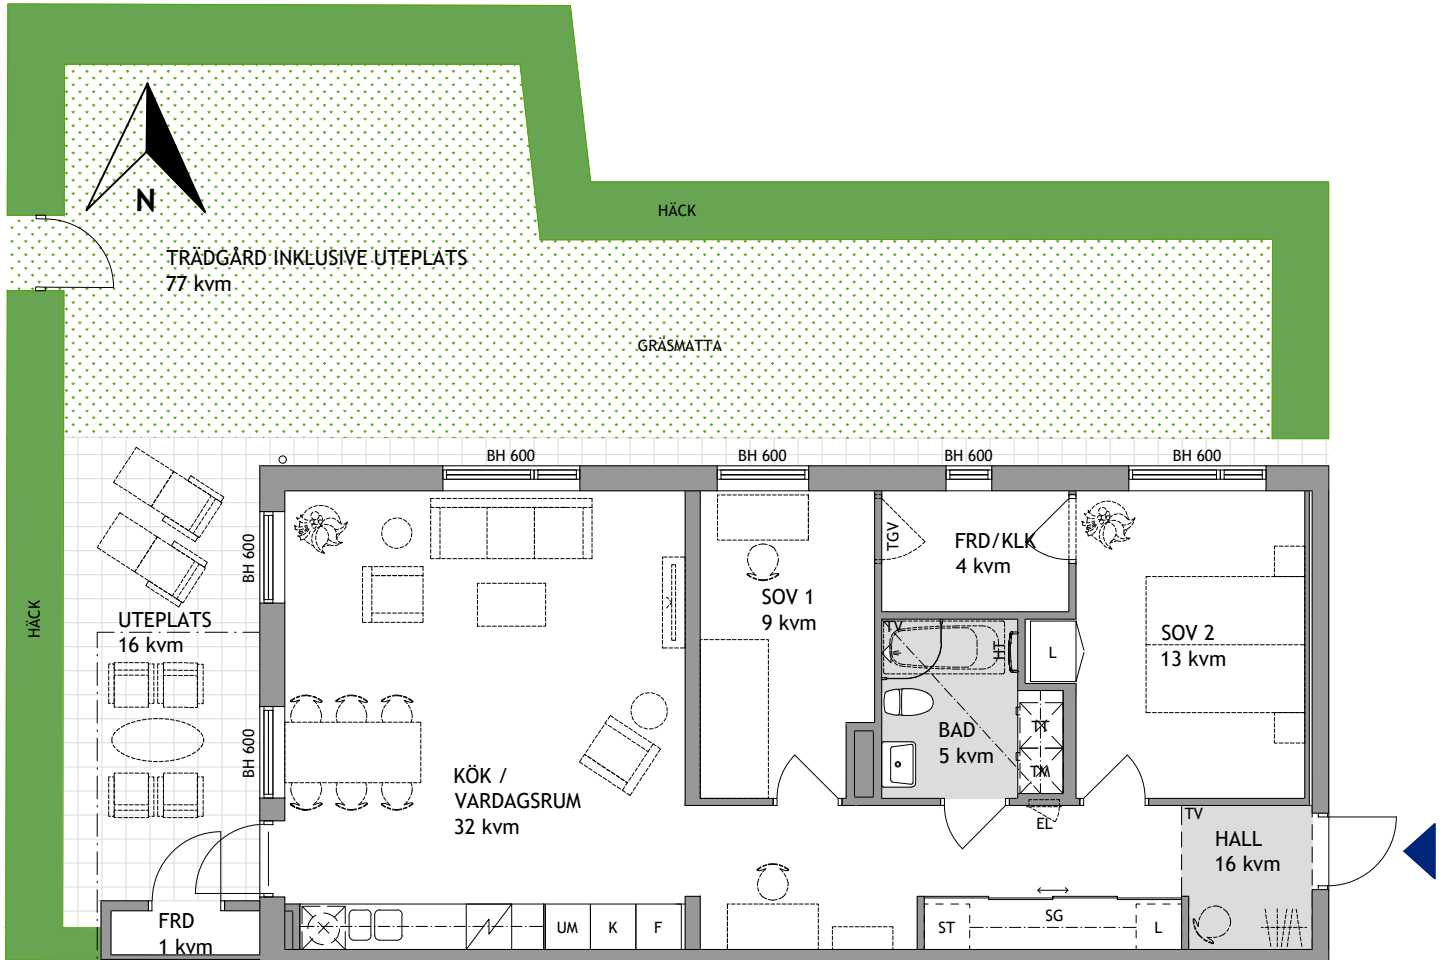 N
HÄCK
TRÄDGÅRD INKLUSIVE UTEPLATS
77 kvm
GRÄSMATTA
BH 600
BH 600
BH 600
BH 600
BH 600
TGV
FRD/KLK
4 kvm
SOV 1
9 kvm
HÄCK
UTEPLATS
16 kvm
TV
HT
L
SOV 2
13 kvm
BH 600
BAD
5 kvm
TT
TM
KÖK /
VARDAGSRUM
32 kvm
EL
TV
HALL
16 kvm
FRD
1 kvm
UM
K
F
ST
SG
L